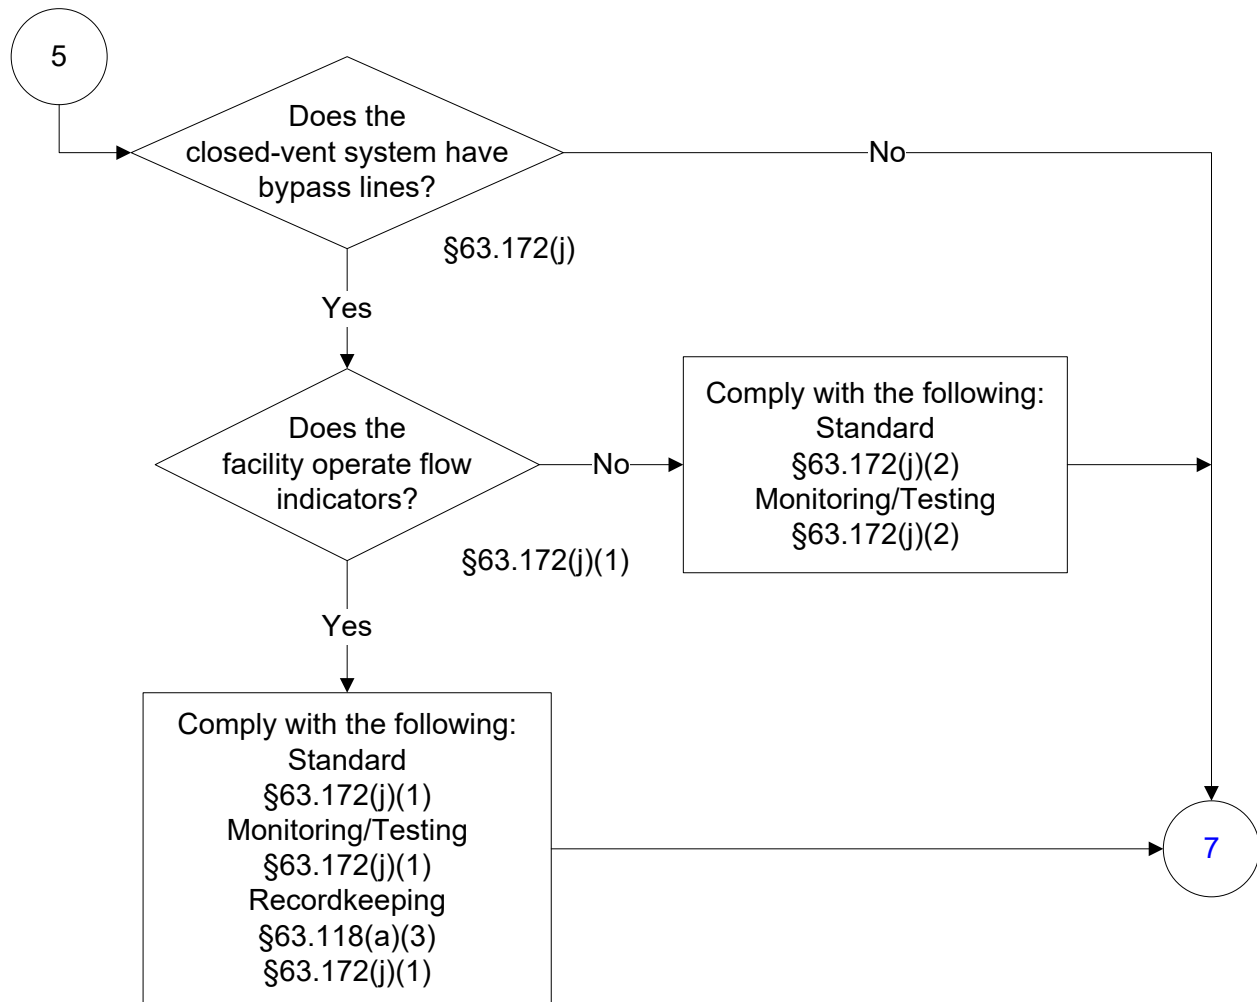 5
Does the
closed-vent system have
bypass lines?
No
§63.172(j)
Yes
Does the
facility operate flow
indicators?
No
Comply with the following:
Standard
§63.172(j)(2)
Monitoring/Testing
§63.172(j)(2)
§63.172(j)(1)
Yes
Comply with the following:
Standard
§63.172(j)(1)
Monitoring/Testing
§63.172(j)(1)
Recordkeeping
§63.118(a)(3)
§63.172(j)(1)
7